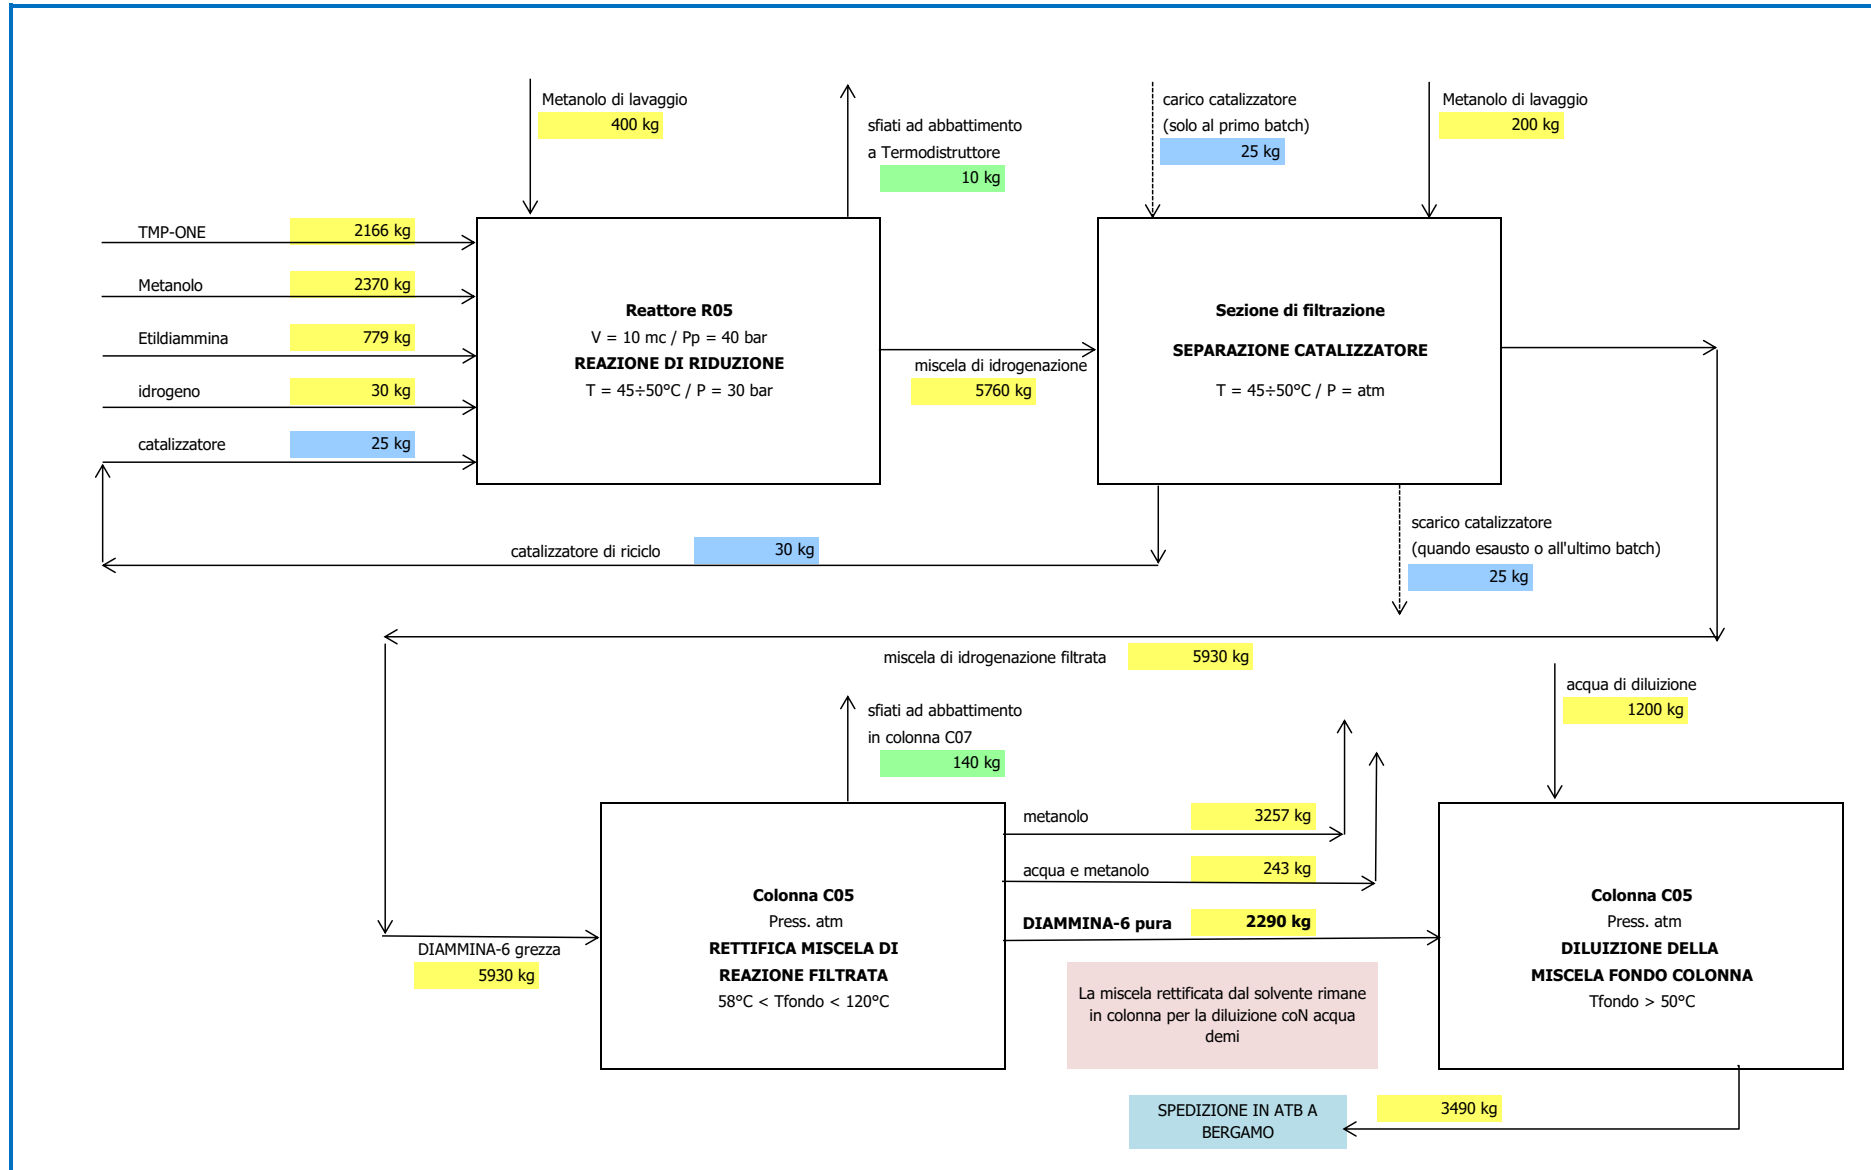 Metanolo di lavaggio
400 kg
sfiati ad abbattimento
a Termodistruttore
10 kg
carico catalizzatore
(solo al primo batch)
25 kg
Metanolo di lavaggio
200 kg
TMP-ONE 2166 kg
Metanolo 2370 kg
Etildiammina 779 kg
idrogeno 30 kg
catalizzatore 25 kg
Reattore R05
V = 10 mc / Pp = 40 bar
REAZIONE DI RIDUZIONE
T = 45÷50°C / P = 30 bar
miscela di idrogenazione
5760 kg
Sezione di filtrazione
SEPARAZIONE CATALIZZATORE
T = 45÷50°C / P = atm
catalizzatore di riciclo 30 kg
scarico catalizzatore
(quando esausto o all'ultimo batch)
25 kg
miscela di idrogenazione filtrata 5930 kg
acqua di diluizione
1200 kg
sfiati ad abbattimento
in colonna C07
140 kg
DIAMMINA-6 grezza
5930 kg
Colonna C05
Press. atm
RETTIFICA MISCELA DI
REAZIONE FILTRATA
58°C < Tfondo < 120°C
metanolo 3257 kg
acqua e metanolo 243 kg
DIAMMINA-6 pura 2290 kg
La miscela rettificata dal solvente rimane
in colonna per la diluizione coN acqua
demi
Colonna C05
Press. atm
DILUIZIONE DELLA
MISCELA FONDO COLONNA
Tfondo > 50°C
SPEDIZIONE IN ATB A
BERGAMO
3490 kg